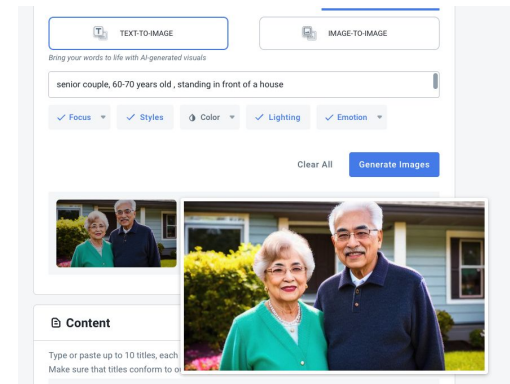 TEXT-TO-IMAGE
IMAGE-TO-IMAGE
Bring your words to life with AI-generated visuals
senior couple, 60-70 years old , standing in front of a house
Focus
Styles
Color
Lighting
Emotion
Clear All
Generate Images
Content
Type or paste up to 10 titles, each
Make sure that titles conform to